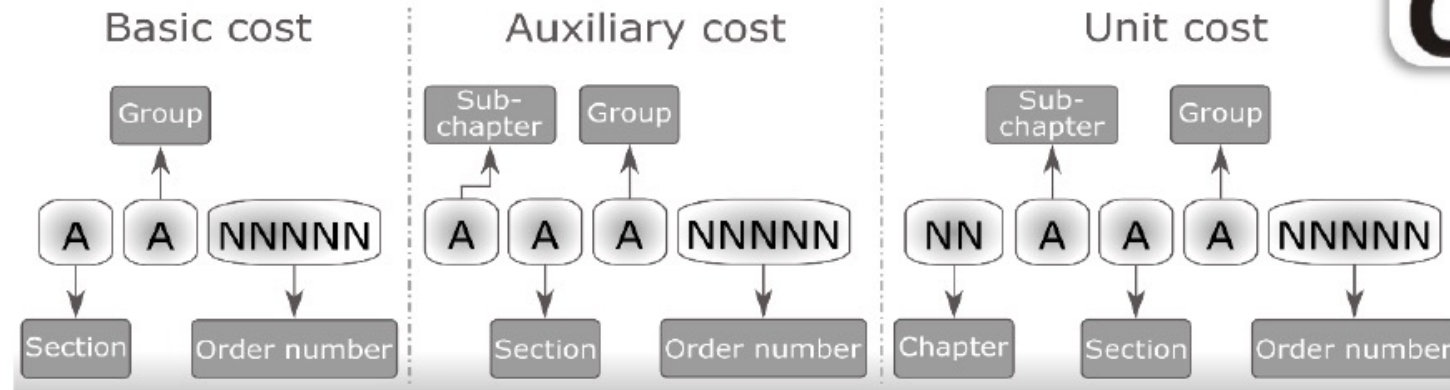 Basic cost
Auxiliary cost
Unit cost
Group
Sub-
chapter
Group
Sub-
chapter
Group
A A NNNNN
A A A NNNNN
NN A A A NNNNN
Section
Order number
Section
Order number
Chapter
Section
Order number